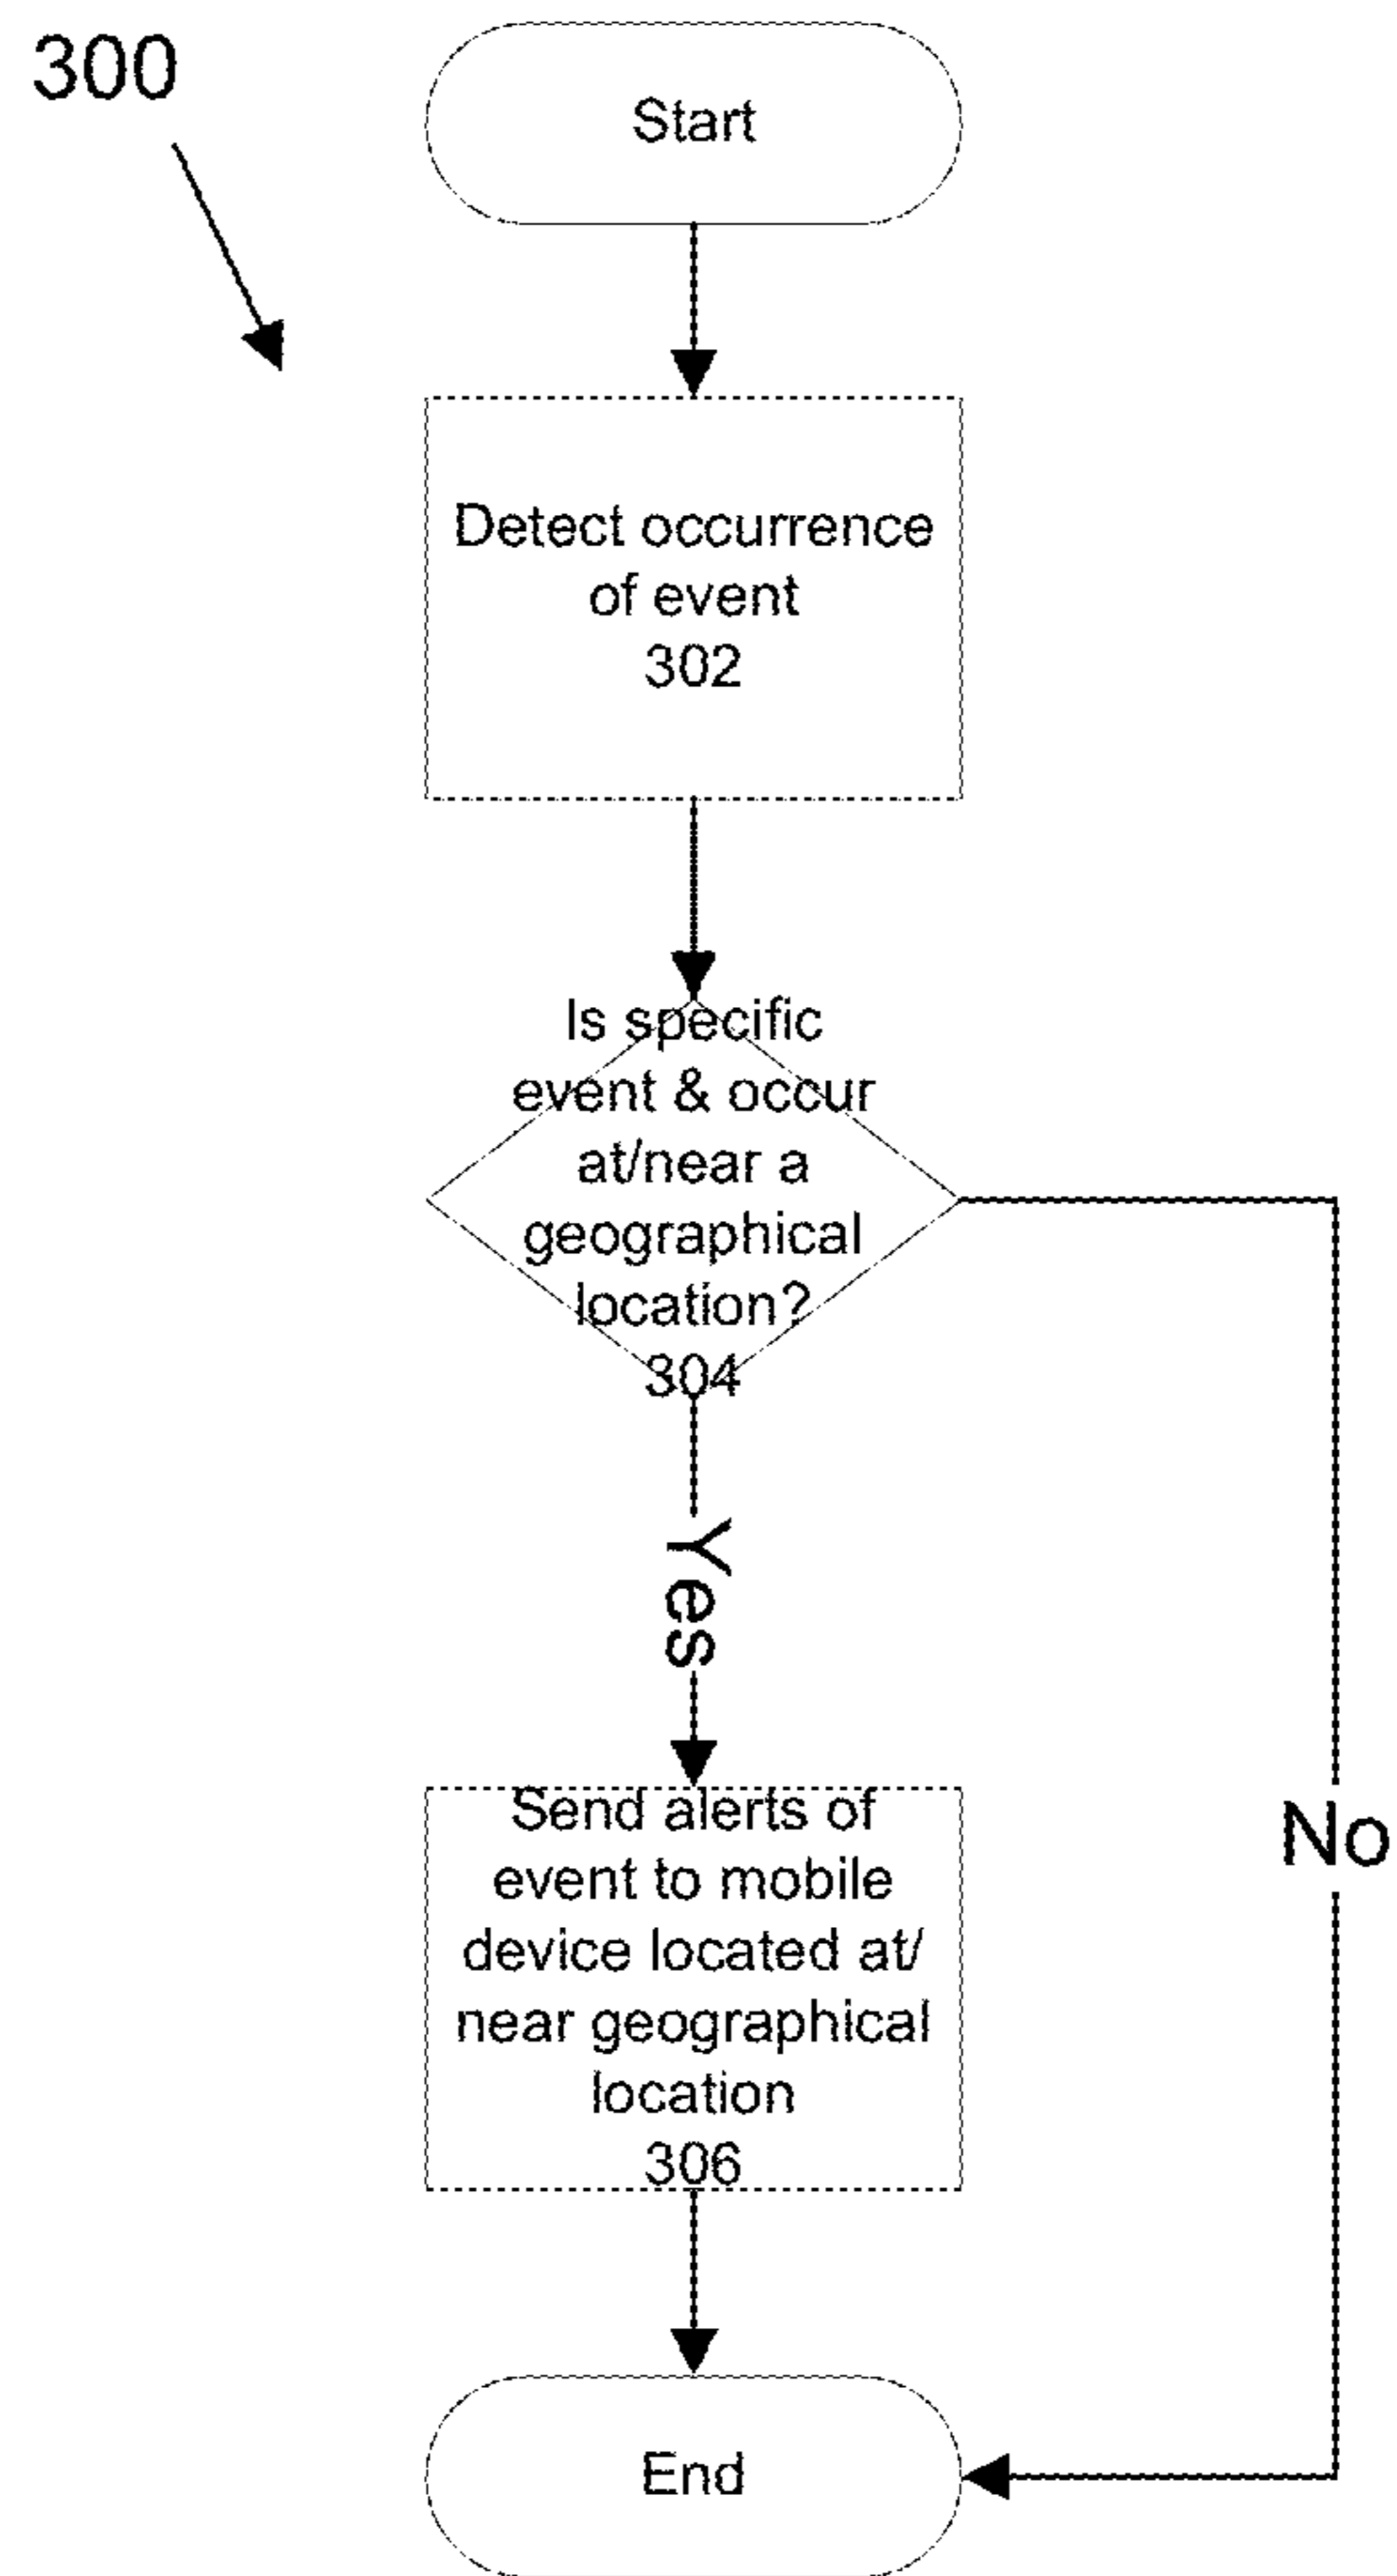 300
Start
Detect occurrence
of event
302
Is specific
event & occur
at/near a
geographical
location?
304
Yes
Send alerts of
event to mobile
device located at/
near geographical
location
306
No
End